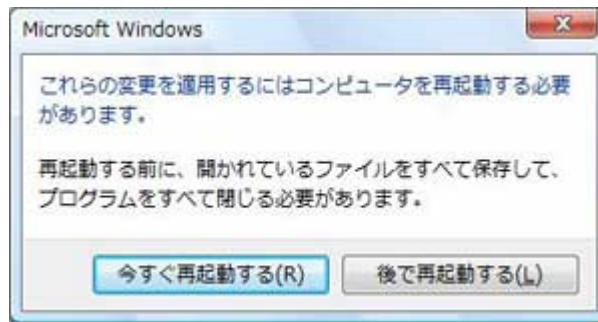 Microsoft Windows
これらの変更を適用するにはコンピュータを再起動する必要
があります。
再起動する前に、開かれているファイルをすべて保存して、
プログラムをすべて閉じる必要があります。
今すぐ再起動する(R)
後で再起動する(L)